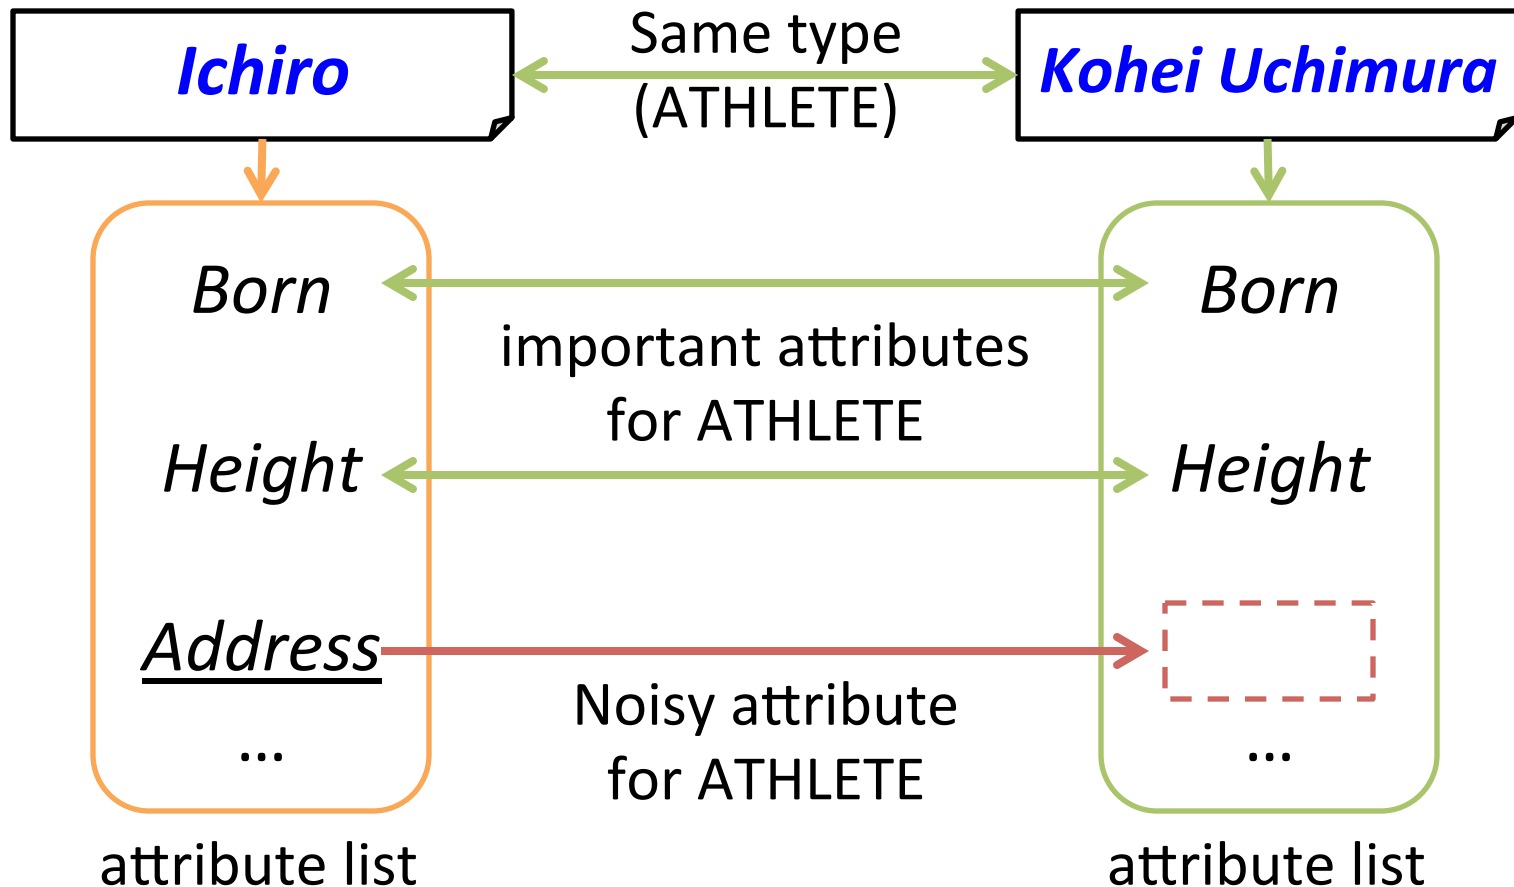 Ichiro
Same type
(ATHLETE)
Kohei Uchimura
Born
Born
important attributes
for ATHLETE
Height
Height
Address
Noisy attribute
for ATHLETE
...
...
attribute list
attribute list